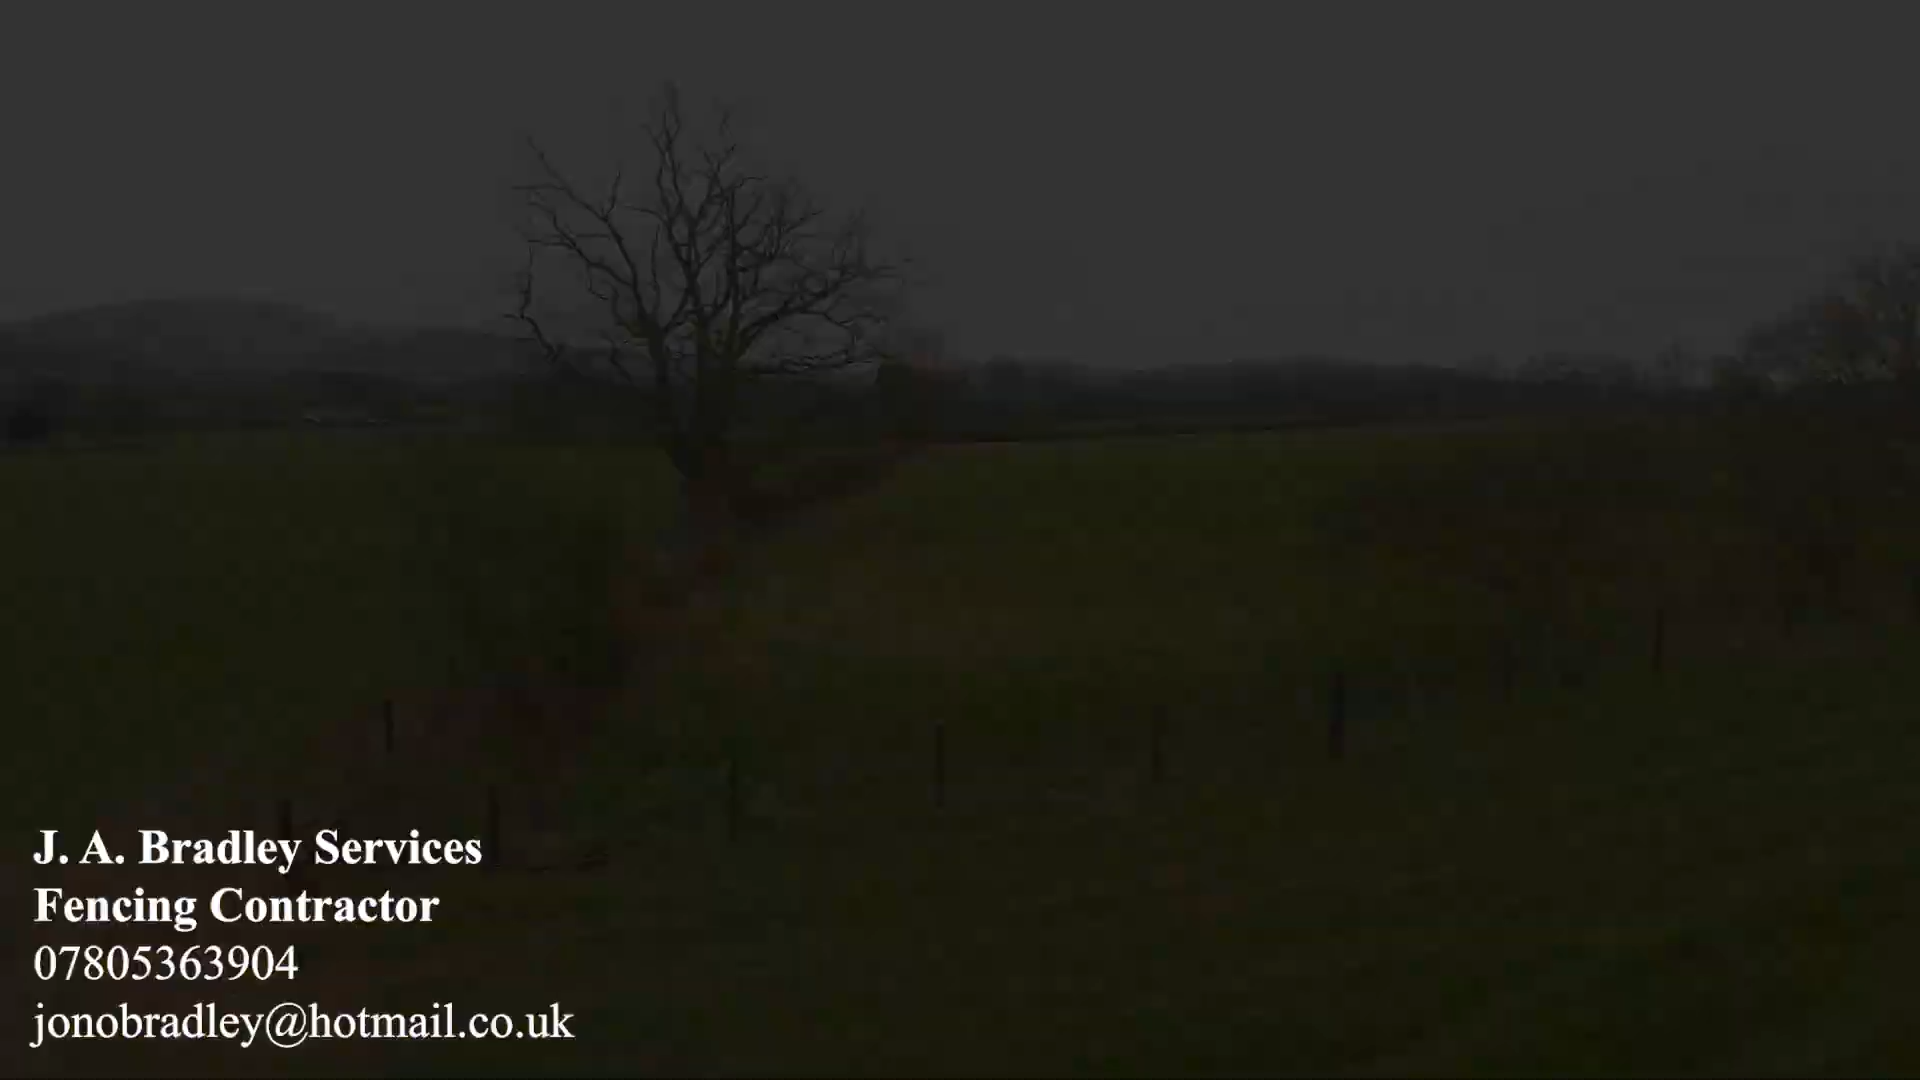 J. A. Bradley Services
Fencing Contractor
07805363904
jonobradley@hotmail.co.uk